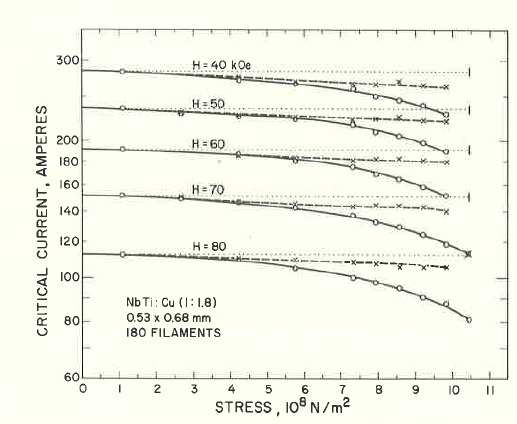 300
200
180
160
140
120
100
80
60
CRITICAL CURRENT, AMPERES
H = 40 kOe
H = 50
H = 60
H = 70
H = 80
NbTi : Cu (1 : 1.8)
0.53 x 0.68 mm
180 FILAMENTS
0 1 2 3 4 5 6 7 8 9 10 11
STRESS, 10⁸ N/m²